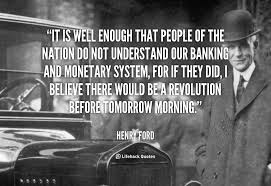 "IT IS WELL ENOUGH THAT PEOPLE OF THE
NATION DO NOT UNDERSTAND OUR BANKING
AND MONETARY SYSTEM, FOR IF THEY DID, I
BELIEVE THERE WOULD BE A REVOLUTION
BEFORE TOMORROW MORNING."
HENRY FORD
Lifehack Quotes